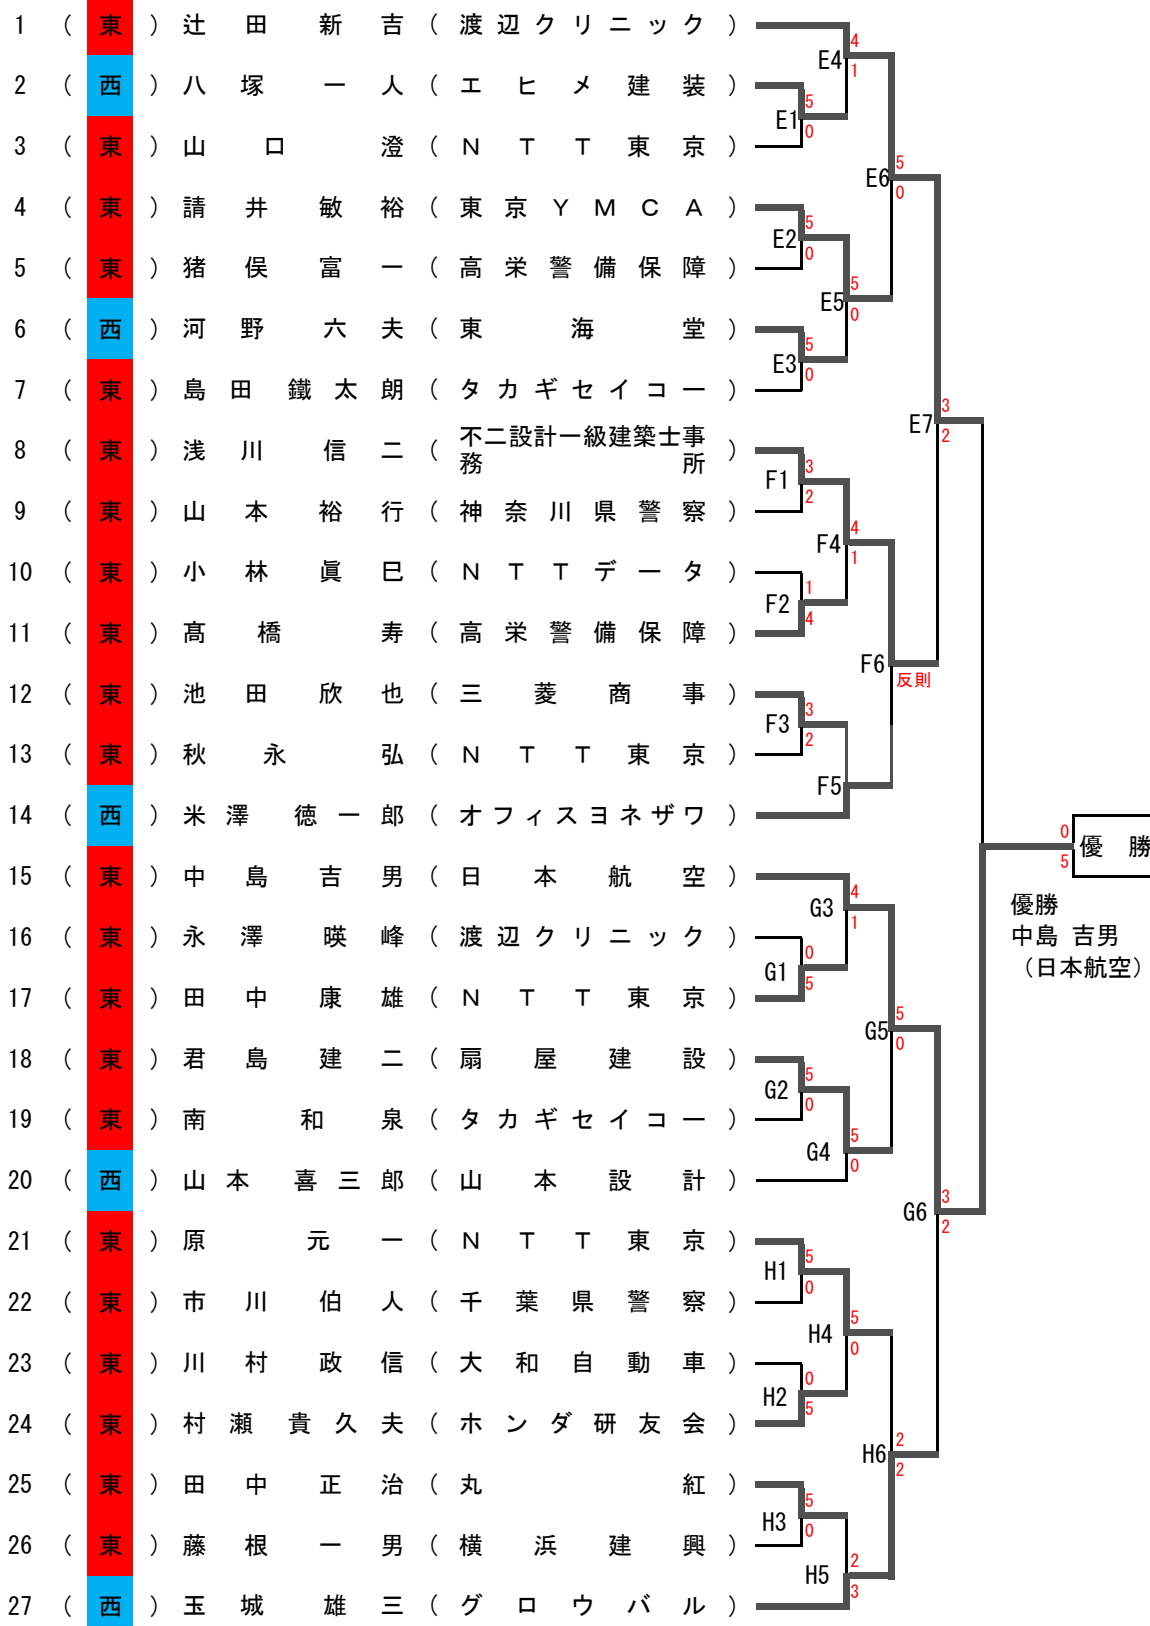 1 ( 東 ) 辻田新吉 ( 渡辺クリニック )
2 ( 西 ) 八塚一人 ( エヒメ建装 )
3 ( 東 ) 山口澄 ( NTT東京 )
4 ( 東 ) 請井敏裕 ( 東京YMCA )
5 ( 東 ) 猪俣富一 ( 高栄警備保障 )
6 ( 西 ) 河野六夫 ( 東海堂 )
7 ( 東 ) 島田鐵太朗 ( タカギセイコー )
8 ( 東 ) 浅川信二 ( 不二設計一級建築士事
務所 )
9 ( 東 ) 山本裕行 ( 神奈川県警察 )
10 ( 東 ) 小林眞巳 ( NTTデータ )
11 ( 東 ) 髙橋寿 ( 高栄警備保障 )
12 ( 東 ) 池田欣也 ( 三菱商事 )
13 ( 東 ) 秋永弘 ( NTT東京 )
14 ( 西 ) 米澤徳一郎 ( オフィスヨネザワ )
15 ( 東 ) 中島吉男 ( 日本航空 )
16 ( 東 ) 永澤暎峰 ( 渡辺クリニック )
17 ( 東 ) 田中康雄 ( NTT東京 )
18 ( 東 ) 君島建二 ( 扇屋建設 )
19 ( 東 ) 南和泉 ( タカギセイコー )
20 ( 西 ) 山本喜三郎 ( 山本設計 )
21 ( 東 ) 原元一 ( NTT東京 )
22 ( 東 ) 市川伯人 ( 千葉県警察 )
23 ( 東 ) 川村政信 ( 大和自動車 )
24 ( 東 ) 村瀬貴久夫 ( ホンダ研友会 )
25 ( 東 ) 田中正治 ( 丸紅 )
26 ( 東 ) 藤根一男 ( 横浜建興 )
27 ( 西 ) 玉城雄三 ( グロウバル )
E1 5 0
E2 5 0
E3 5 0
F1 3 2
F2 1 4
F3 3 2
G1 0 5
G2 5 0
H1 5 0
H2 0 5
H3 5 0
E4 4 1
E5 5 0
F4 4 1
F5
G3 4 1
G4 5 0
H4 5 0
H5 2 3
E6 5 0
F6 反則
G5 5 0
H6 2 2
E7 3 2
G6 3 2
0 5
優勝
優勝
中島 吉男
（日本航空）